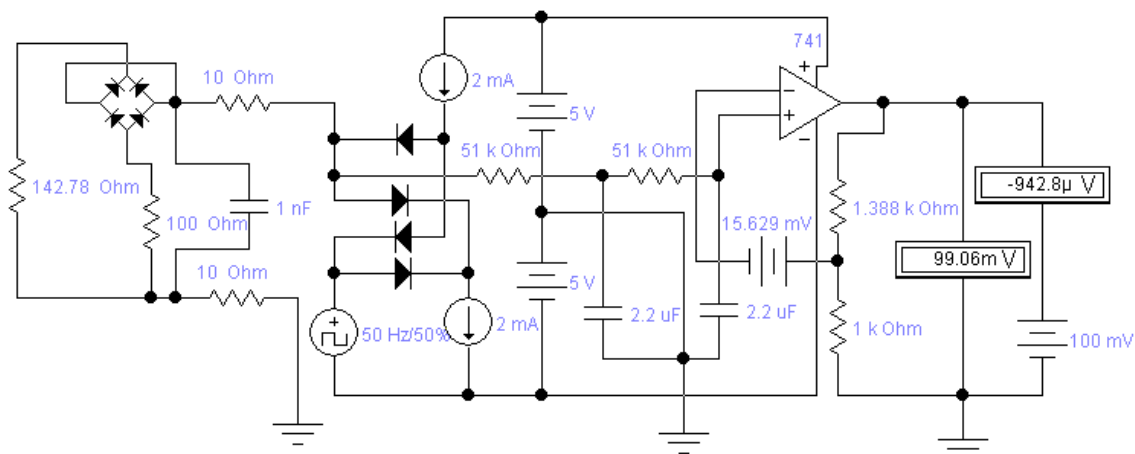 741
+
10 Ohm
2 mA
5 V
−
+
−
51 k Ohm
51 k Ohm
142.78 Ohm
1 nF
100 Ohm
-942.8µ V
1.388 k Ohm
15.629 mV
99.06m V
10 Ohm
5 V
+
50 Hz/50%
2 mA
2.2 uF
2.2 uF
1 k Ohm
100 mV